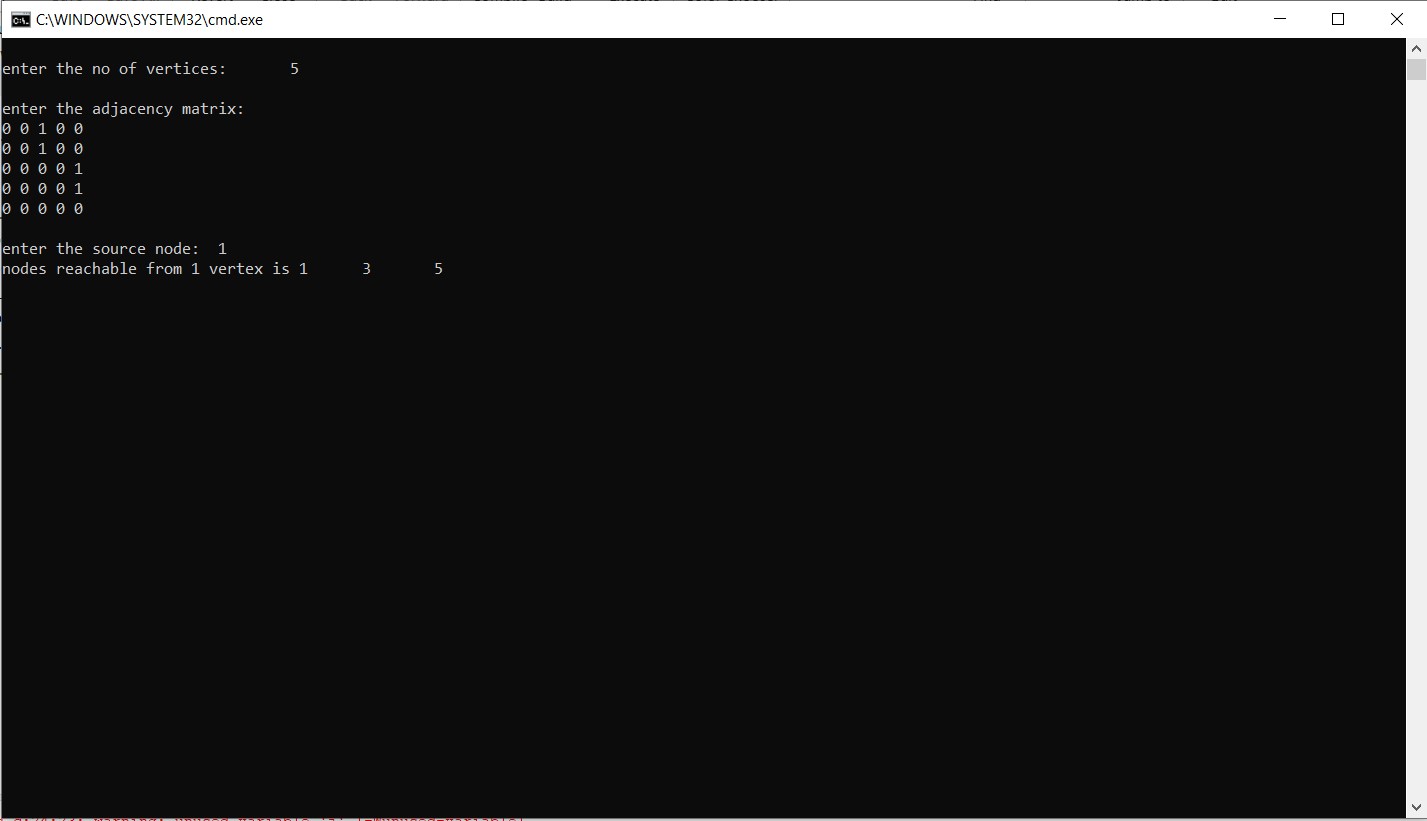 C:\WINDOWS\SYSTEM32\cmd.exe
enter the no of vertices: 5
enter the adjacency matrix:
0 0 1 0 0
0 0 1 0 0
0 0 0 0 1
0 0 0 0 1
0 0 0 0 0
enter the source node: 1
nodes reachable from 1 vertex is 1 3 5